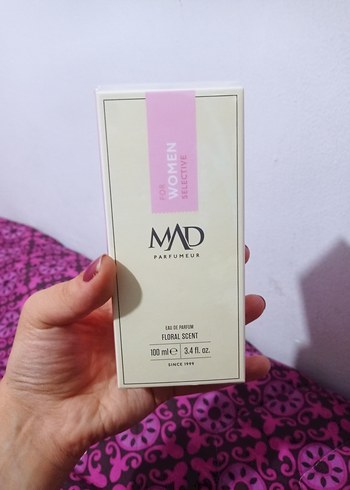 FOR
WOMEN
SELECTIVE
MAD
PARFUMEUR
EAU DE PARFUM
FLORAL SCENT
100 ml ℮ 3.4 fl. oz.
SINCE 1999